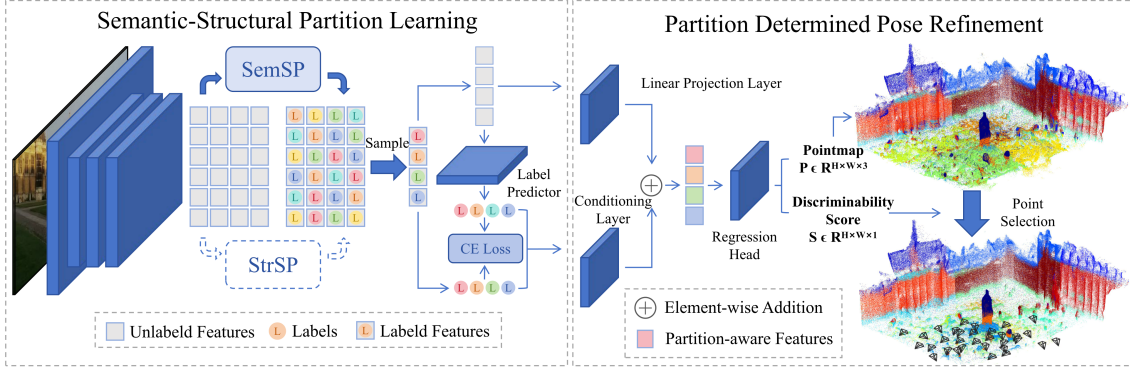 Semantic-Structural Partition Learning
SemSP
L L L L
L L L L
L L L L
L L L L
L L L L
L L L L
StrSP
Sample
L
L
L
L
Label
Predictor
L L L L
CE Loss
L L L L
Unlabeld Features
L Labels
L Labeld Features
Partition Determined Pose Refinement
Linear Projection Layer
Conditioning
Layer
Regression
Head
Pointmap
P ϵ R^{H×W×3}
Discriminability
Score
S ϵ R^{H×W×1}
Point
Selection
Element-wise Addition
Partition-aware Features